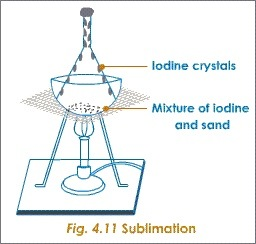 Iodine crystals
Mixture of iodine
and sand
Fig. 4.11 Sublimation